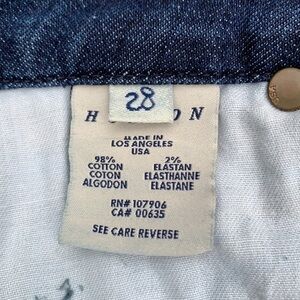 28
H ON
MADE IN
LOS ANGELES
USA
98% 2%
COTTON ELASTAN
COTON ELASTHANNE
ALGODON ELASTANE
RN# 107906
CA# 00635
SEE CARE REVERSE